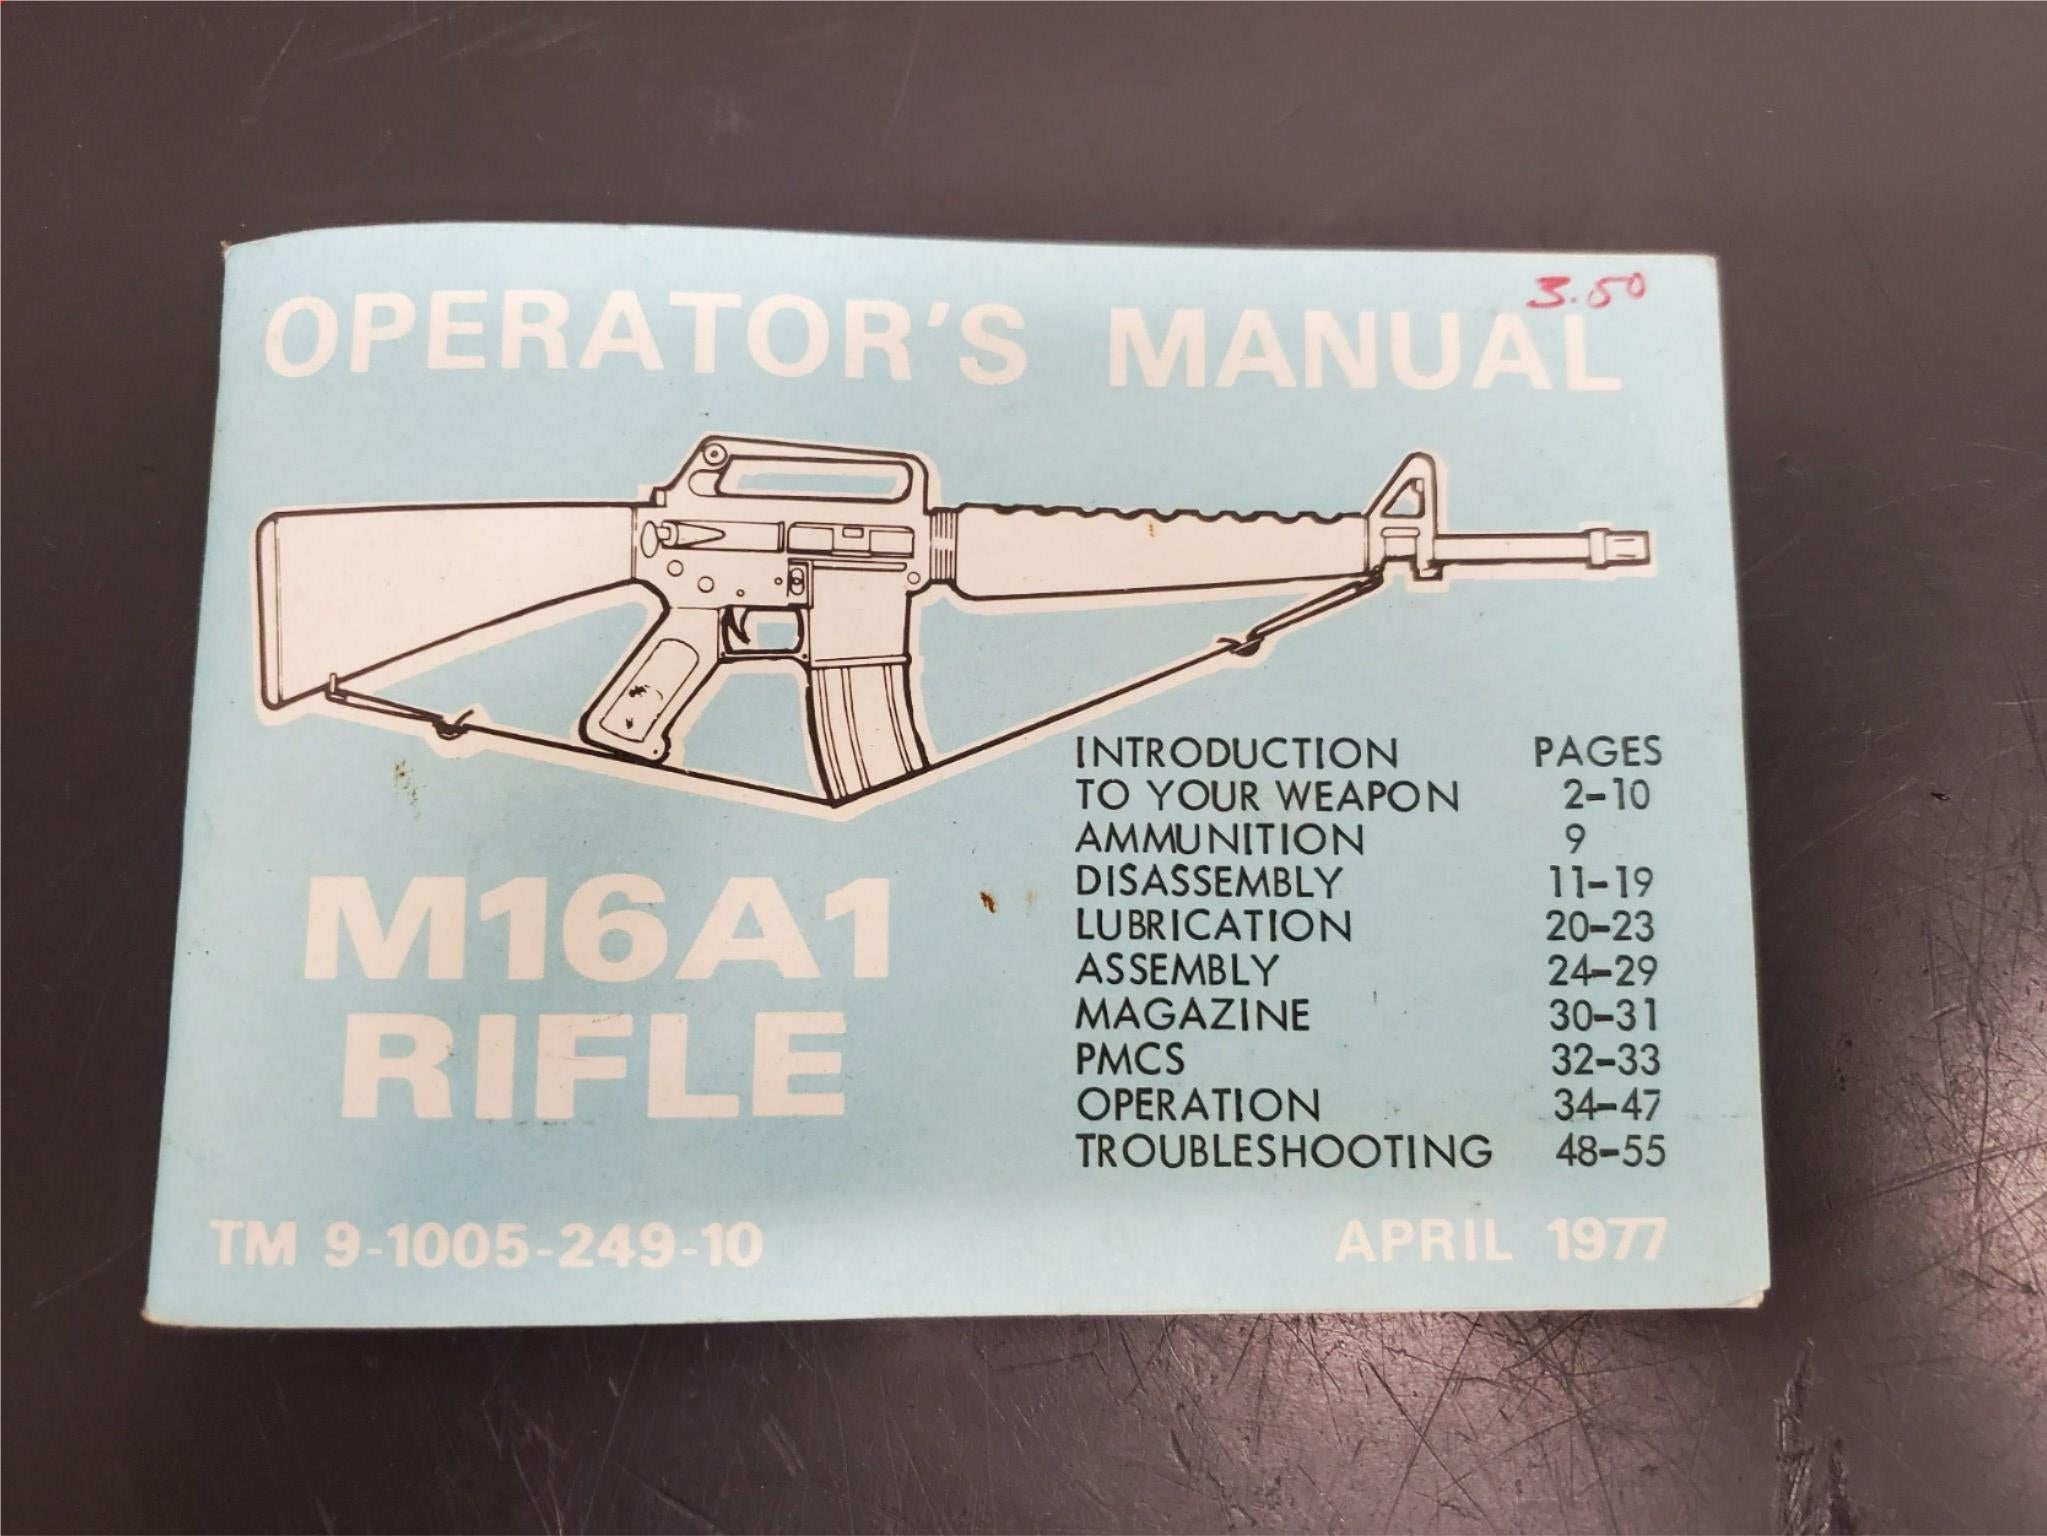 3.50
OPERATOR'S MANUAL
INTRODUCTION PAGES
TO YOUR WEAPON 2-10
AMMUNITION 9
DISASSEMBLY 11-19
LUBRICATION 20-23
ASSEMBLY 24-29
MAGAZINE 30-31
PMCS 32-33
OPERATION 34-47
TROUBLESHOOTING 48-55
M16A1
RIFLE
TM 9-1005-249-10 APRIL 1977